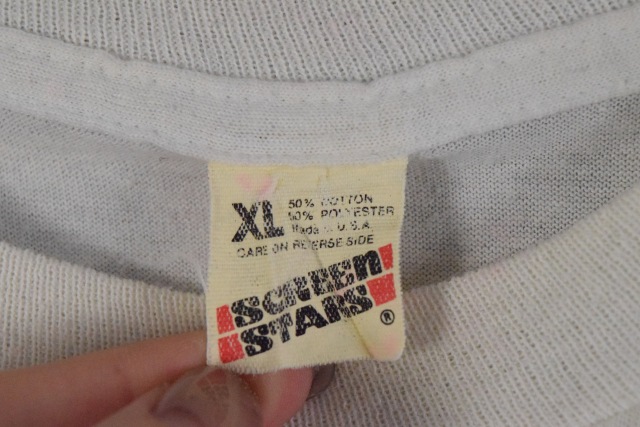 XL
50% COTTON
50% POLYESTER
Made in U.S.A.
CARE ON REVERSE SIDE
SCREEN
STARS
®